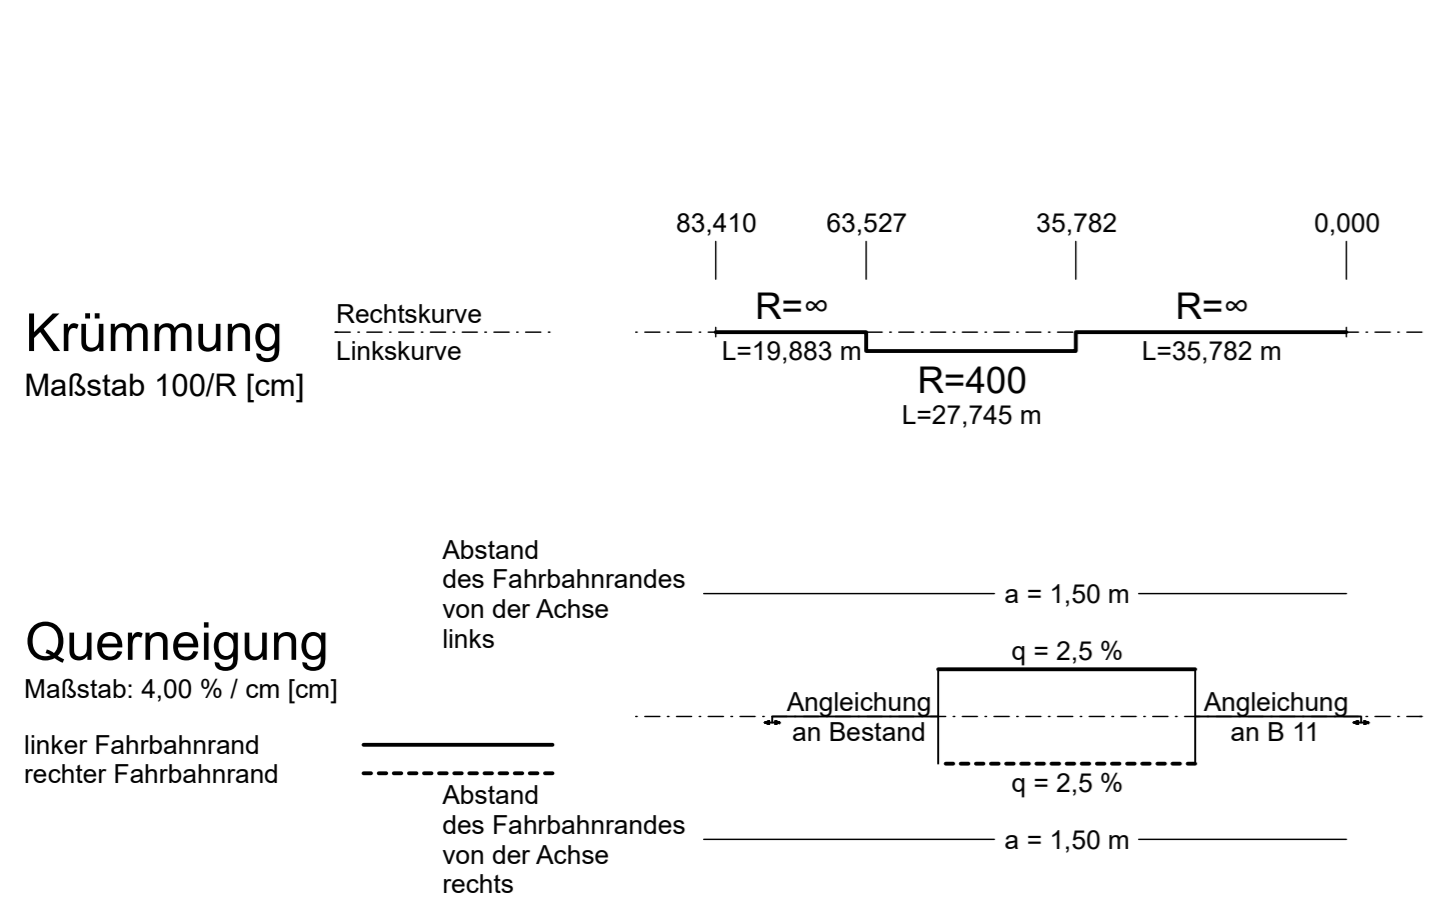 83,410 63,527 35,782 0,000
Krümmung
Maßstab 100/R [cm]
Rechtskurve
Linkskurve
R=∞ R=∞
L=19,883 m L=35,782 m
R=400
L=27,745 m
Abstand
des Fahrbahnrandes
von der Achse
links
a = 1,50 m
Querneigung
Maßstab: 4,00 % / cm [cm]
q = 2,5 %
Angleichung
an Bestand
Angleichung
an B 11
linker Fahrbahnrand
rechter Fahrbahnrand
q = 2,5 %
Abstand
des Fahrbahnrandes
von der Achse
rechts
a = 1,50 m